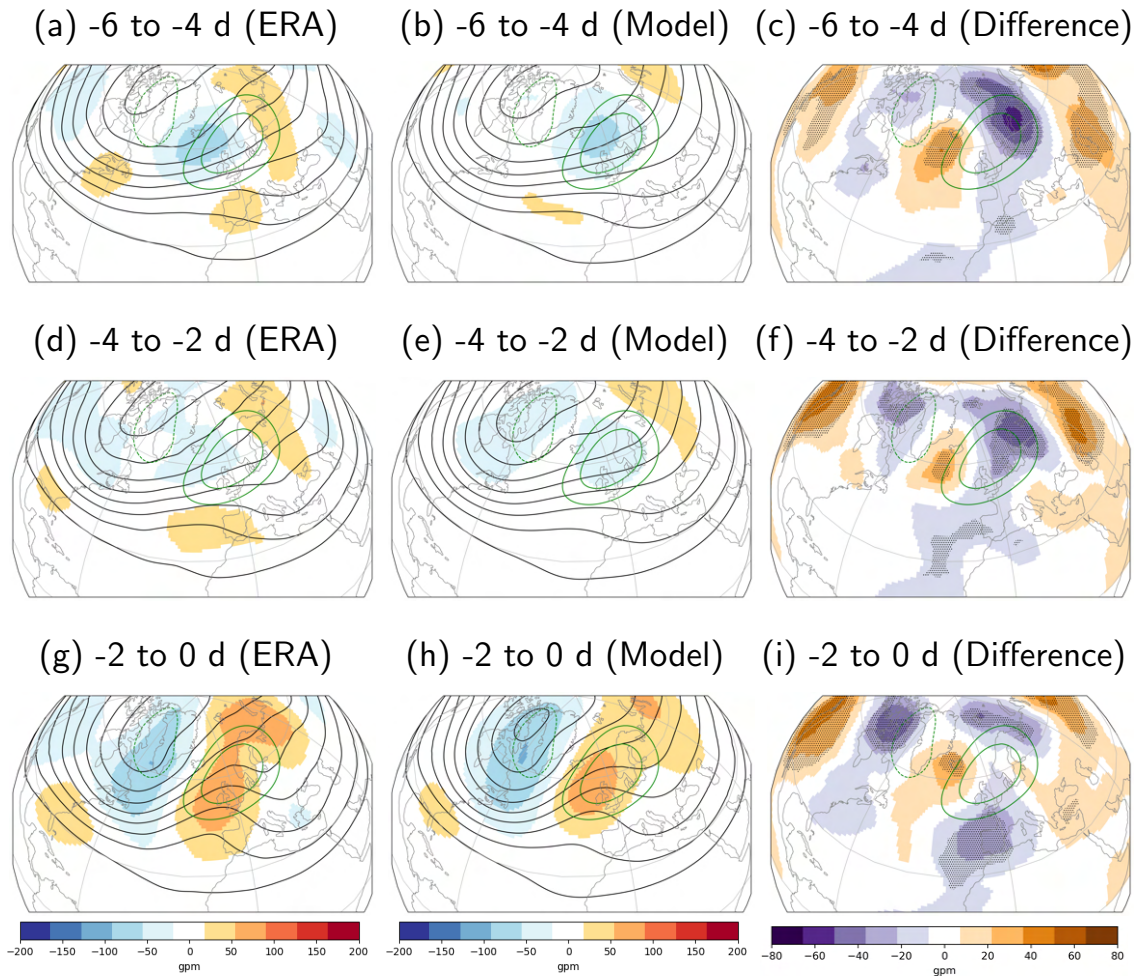 (a) -6 to -4 d (ERA) (b) -6 to -4 d (Model) (c) -6 to -4 d (Difference)
(d) -4 to -2 d (ERA) (e) -4 to -2 d (Model) (f) -4 to -2 d (Difference)
(g) -2 to 0 d (ERA) (h) -2 to 0 d (Model) (i) -2 to 0 d (Difference)
−200 −150 −100 −50 0 50 100 150 200 −200 −150 −100 −50 0 50 100 150 200 −80 −60 −40 −20 0 20 40 60 80
gpm gpm gpm